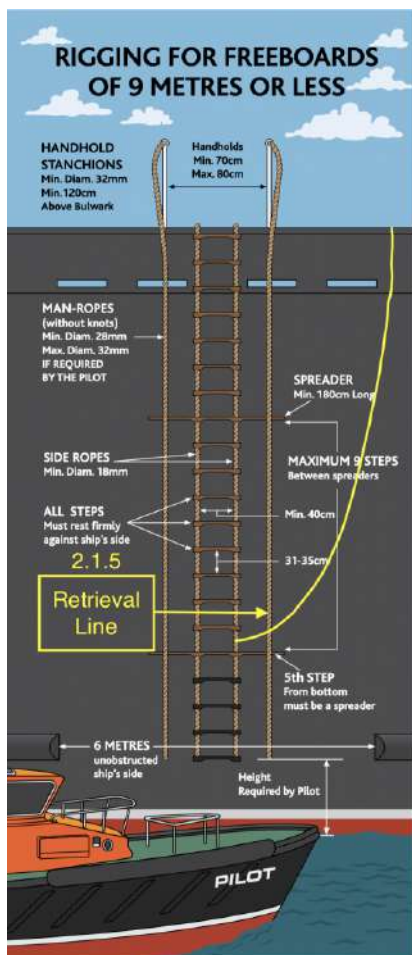 RIGGING FOR FREEBOARDS
OF 9 METRES OR LESS
HANDHOLD
STANCHIONS
Min. Diam. 32mm
Min.120cm
Above Bulwark
Handholds
Min. 70cm
Max. 80cm
MAN-ROPES
(without knots)
Min. Diam. 28mm
Max. Diam. 32mm
IF REQUIRED
BY THE PILOT
SPREADER
Min. 180cm Long
SIDE ROPES
Min. Diam. 18mm
MAXIMUM 9 STEPS
Between spreaders
ALL STEPS
Must rest firmly
against ship's side
Min. 40cm
31-35cm
2.1.5
Retrieval
Line
5th STEP
From bottom
must be a spreader
6 METRES
unobstructed
ship's side
Height
Required by Pilot
PILOT